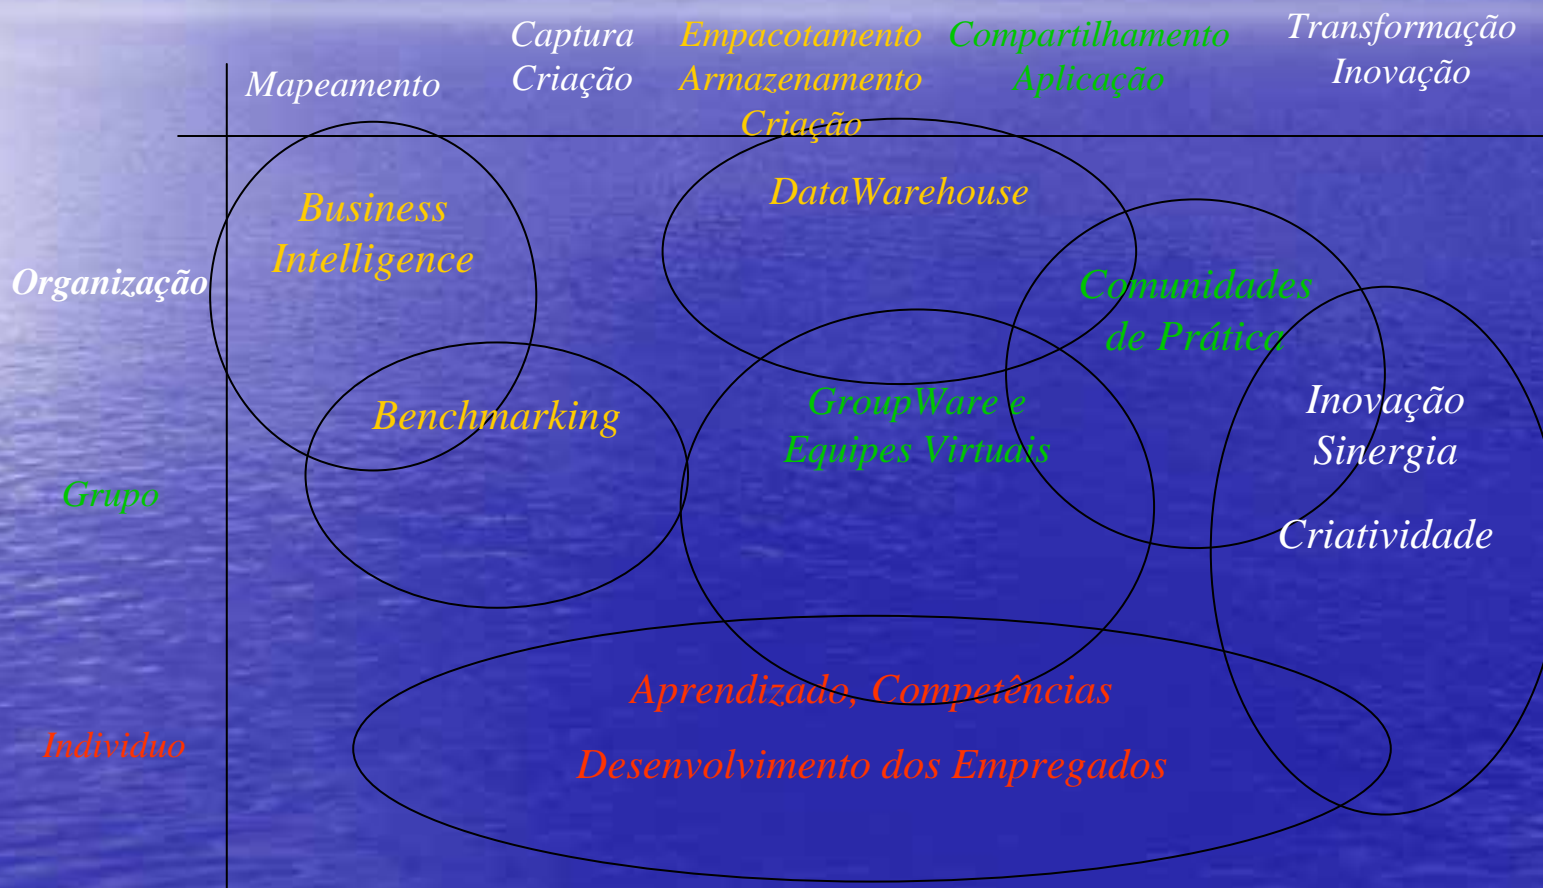 Mapeamento
Captura
Criação
Empacotamento
Armazenamento
Criação
Compartilhamento
Aplicação
Transformação
Inovação
Organização
Grupo
Individuo
Business
Intelligence
Benchmarking
DataWarehouse
GroupWare e
Equipes Virtuais
Comunidades
de Prática
Inovação
Sinergia
Criatividade
Aprendizado, Competências
Desenvolvimento dos Empregados